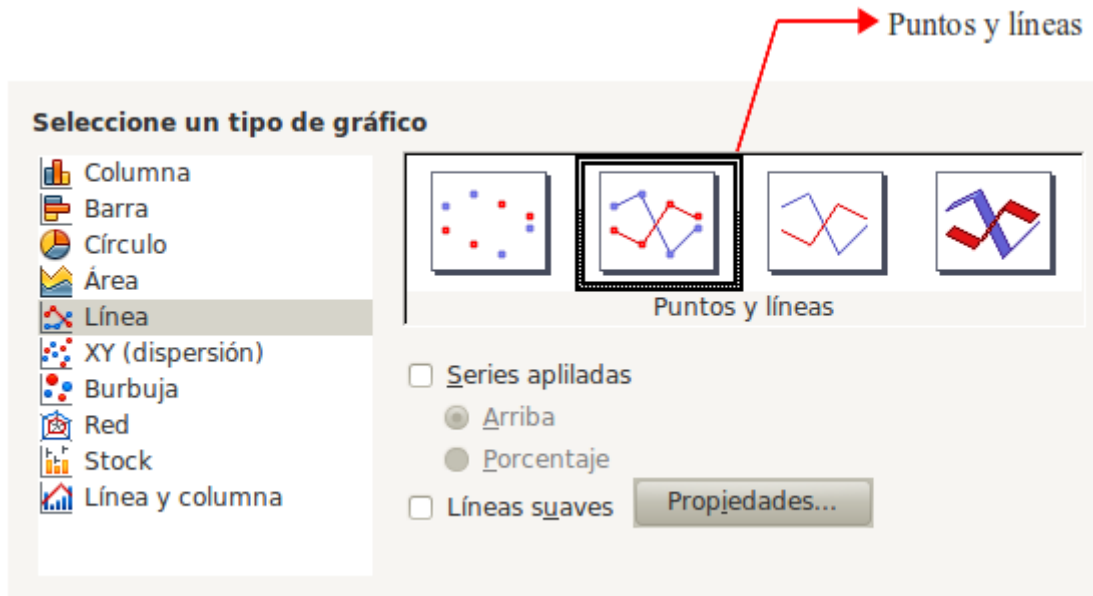 Puntos y líneas
Seleccione un tipo de gráfico
Columna
Barra
Círculo
Área
Línea
XY (dispersión)
Burbuja
Red
Stock
Línea y columna
Puntos y líneas
Series apliladas
Arriba
Porcentaje
Líneas suaves
Propiedades...